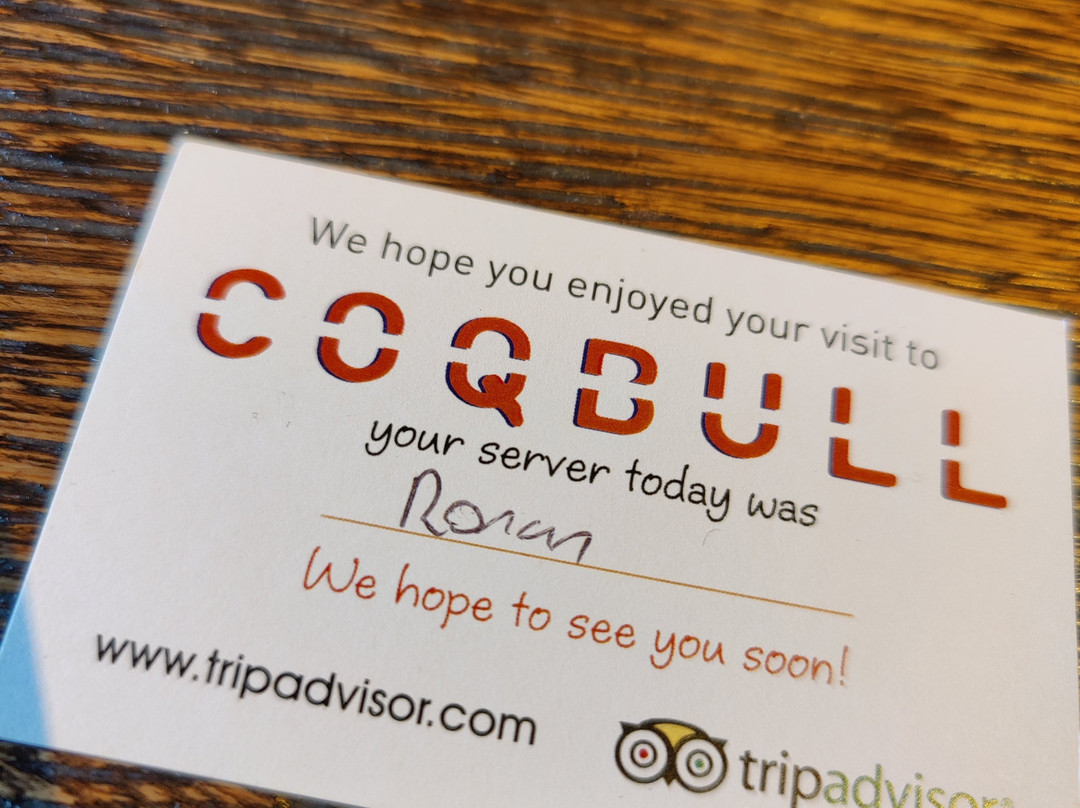 We hope you enjoyed your visit to
COQBULL
your server today was
Ronan
We hope to see you soon!
www.tripadvisor.com
tripadvisor